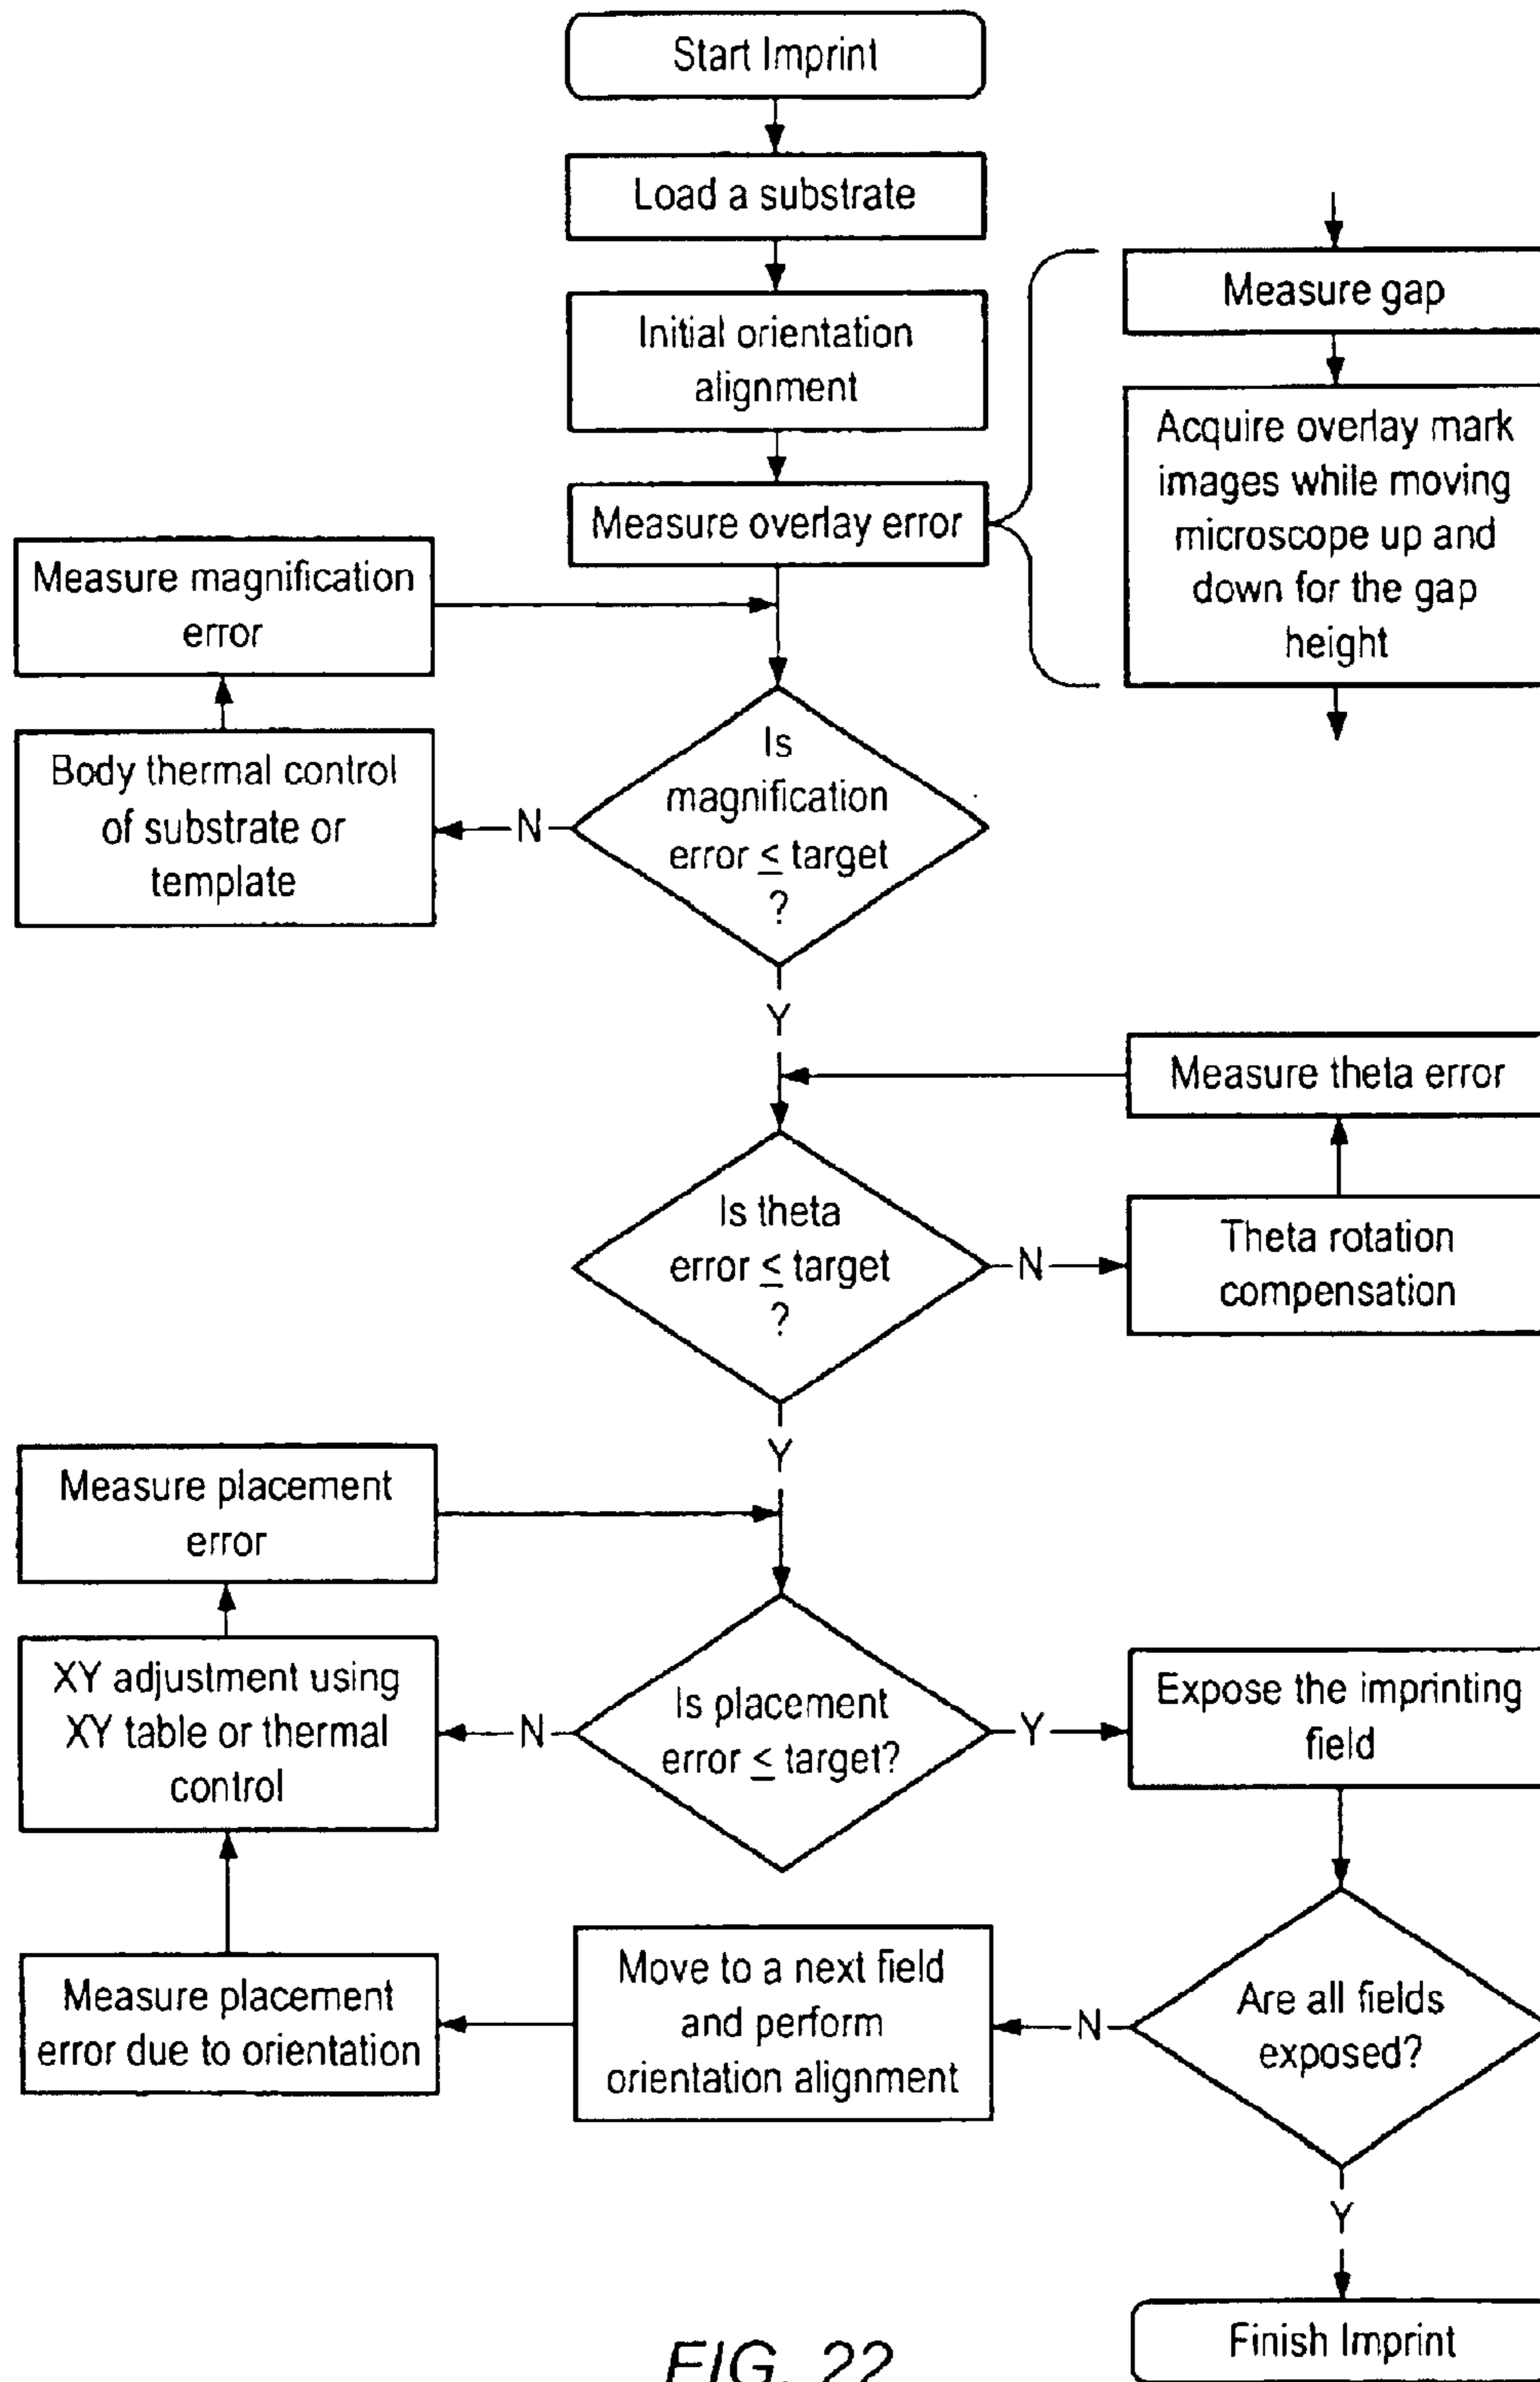 Start Imprint
Load a substrate
Initial orientation
alignment
Measure overlay error
Measure gap
Acquire overlay mark
images while moving
microscope up and
down for the gap
height
Measure magnification
error
Body thermal control
of substrate or
template
N
Is
magnification
error ≤ target
?
Y
Measure theta error
Is theta
error ≤ target
?
N
Theta rotation
compensation
Y
Measure placement
error
XY adjustment using
XY table or thermal
control
N
Is placement
error ≤ target?
Y
Expose the imprinting
field
Measure placement
error due to orientation
Move to a next field
and perform
orientation alignment
N
Are all fields
exposed?
Y
Finish Imprint
FIG. 22